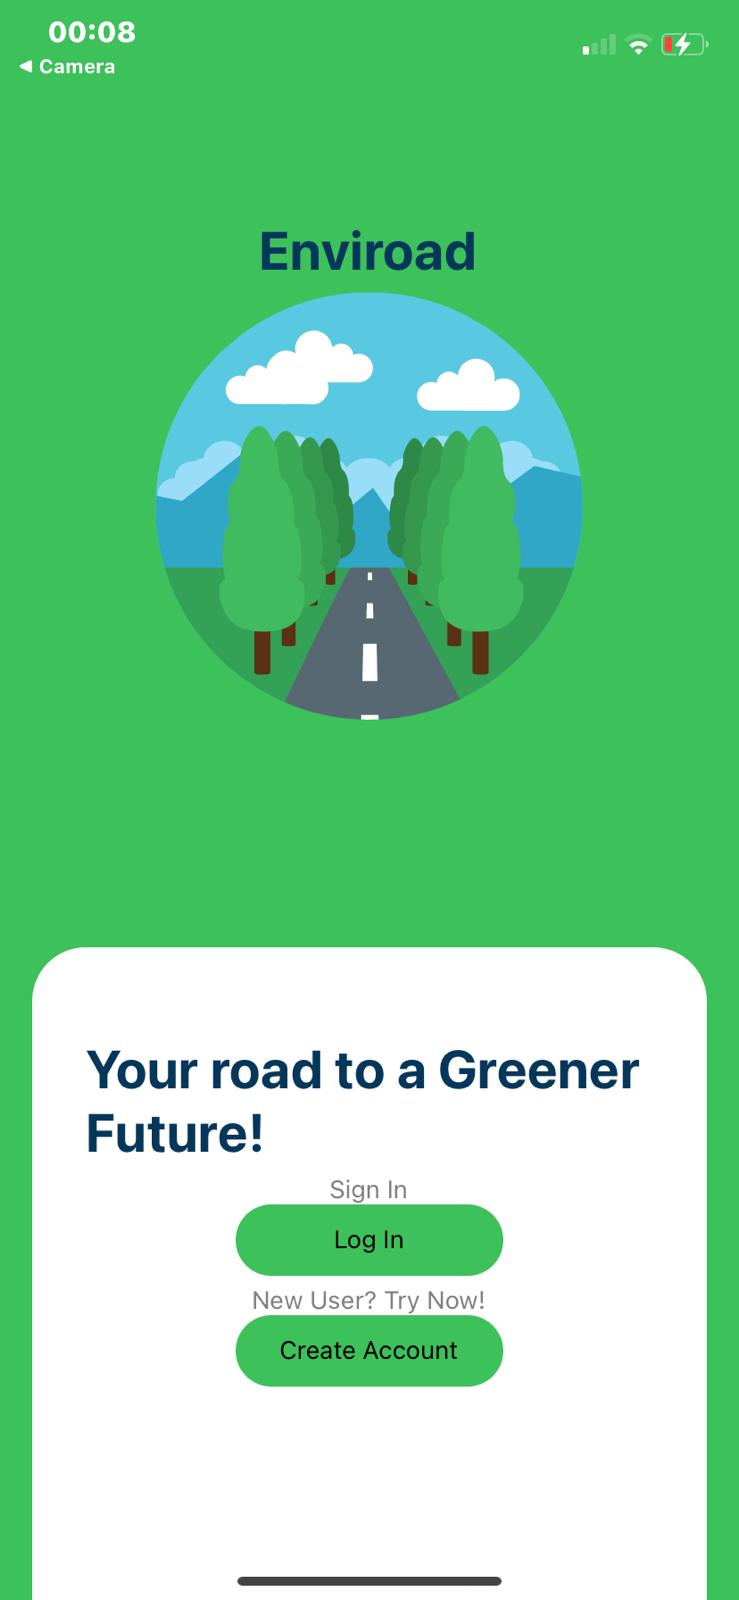 00:08
◀ Camera
Enviroad
Your road to a Greener
Future!
Sign In
Log In
New User? Try Now!
Create Account